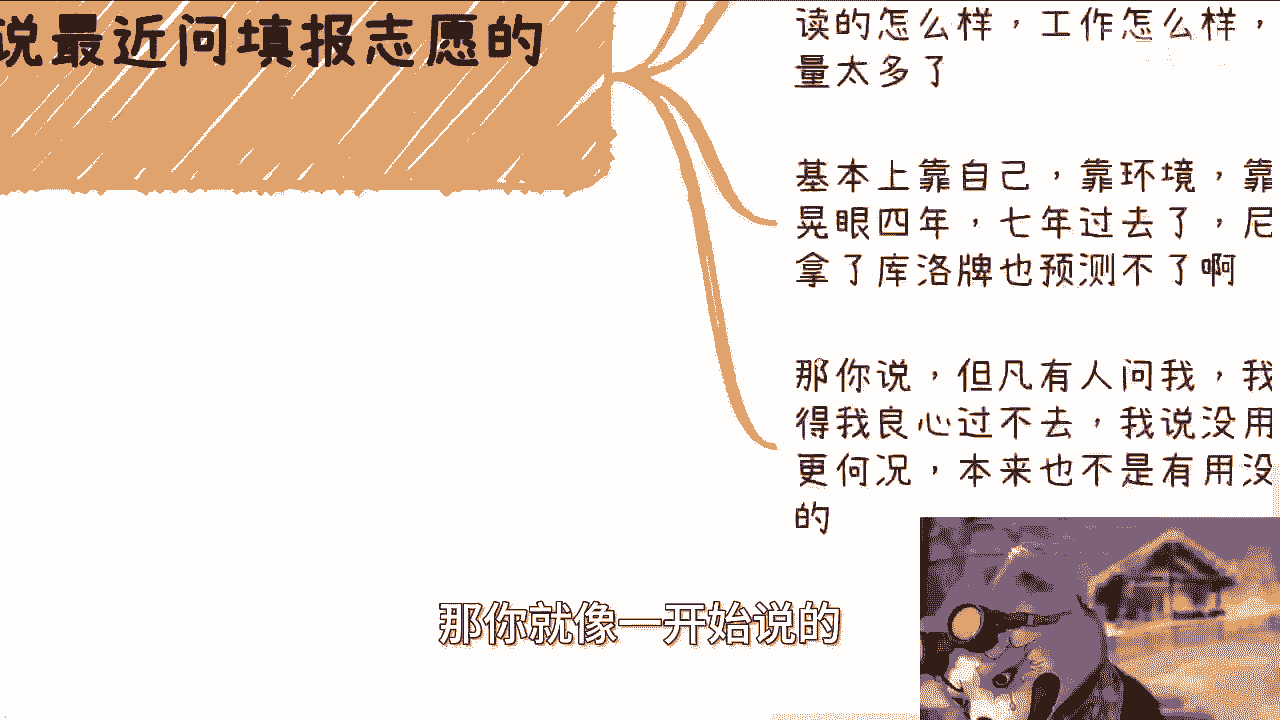 说最近问填报志愿的
读的怎么样，工作怎么样，
量太多了
基本上靠自己，靠环境，靠
晃眼四年，七年过去了，尼
拿了库洛牌也预测不了啊
那你说，但凡有人问我，我
得我良心过不去，我说没用
更何况，本来也不是有用没
的
那你就像一开始说的